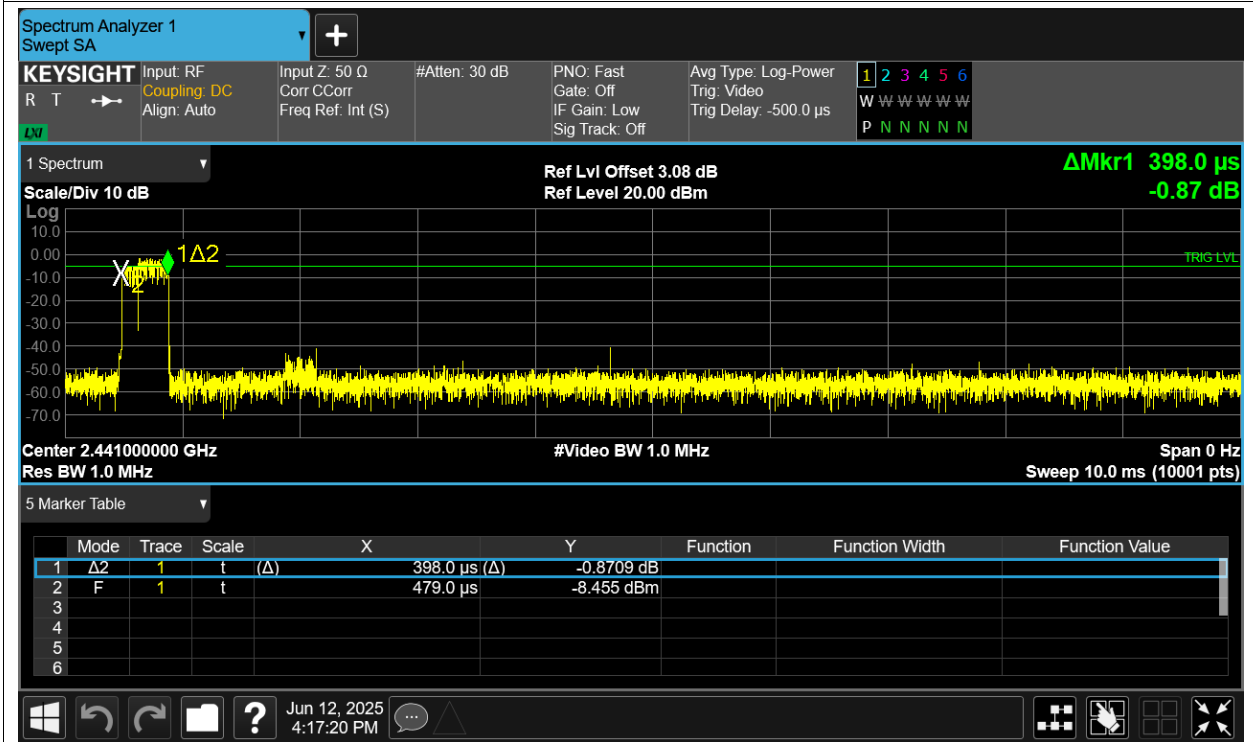 Spectrum Analyzer 1
Swept SA
KEYSIGHT
R T
LXI
Input: RF
Coupling: DC
Align: Auto
Input Z: 50 Ω
Corr CCorr
Freq Ref: Int (S)
#Atten: 30 dB
PNO: Fast
Gate: Off
IF Gain: Low
Sig Track: Off
Avg Type: Log-Power
Trig: Video
Trig Delay: -500.0 µs
1 2 3 4 5 6
W W W W W W
P N N N N N
1 Spectrum
Scale/Div 10 dB
Ref Lvl Offset 3.08 dB
Ref Level 20.00 dBm
ΔMkr1 398.0 µs
-0.87 dB
Log
10.0
0.00
-10.0
-20.0
-30.0
-40.0
-50.0
-60.0
-70.0
1Δ2
X
2
TRIG LVL
Center 2.441000000 GHz
#Video BW 1.0 MHz
Span 0 Hz
Res BW 1.0 MHz
Sweep 10.0 ms (10001 pts)
5 Marker Table
Mode Trace Scale X Y Function Function Width Function Value
1 Δ2 1 t (Δ) 398.0 µs (Δ) -0.8709 dB
2 F 1 t 479.0 µs -8.455 dBm
3
4
5
6
?
Jun 12, 2025
4:17:20 PM